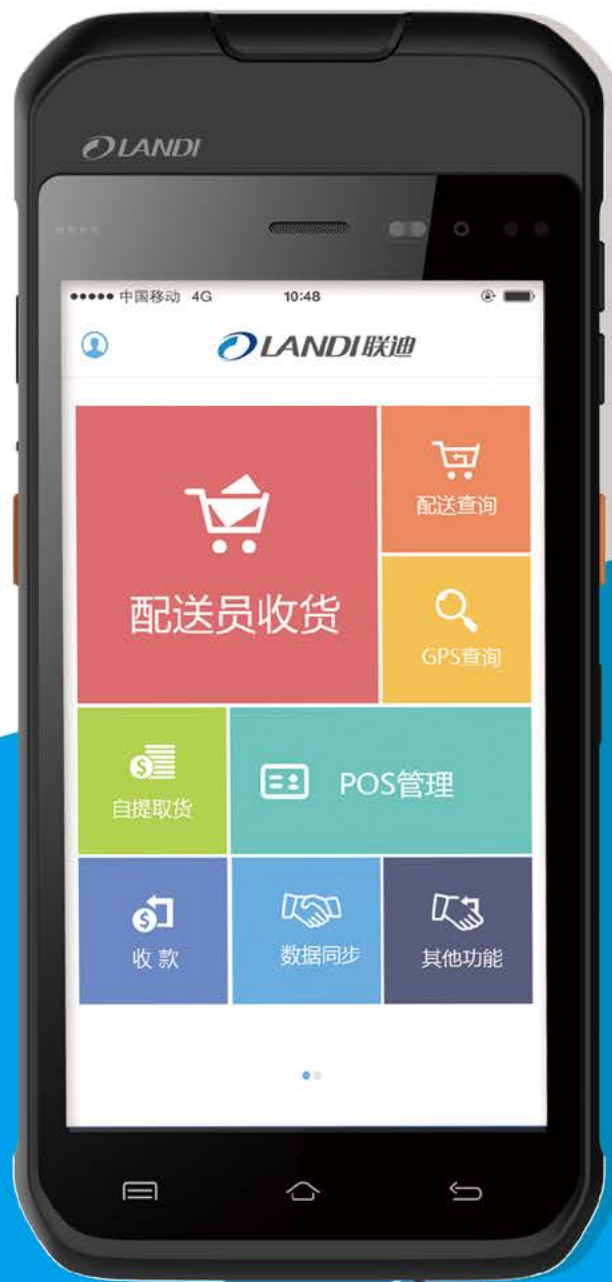 LANDI
中国移动 4G 10:48
LANDI联迪
配送员收货
配送查询
GPS查询
自提取货
POS管理
收款
数据同步
其他功能